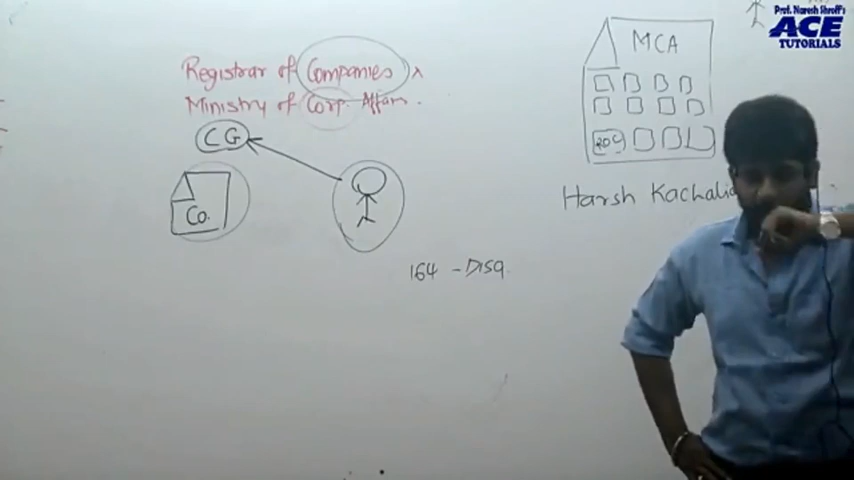 Registrar of Companies x
Ministry of Corp. Affairs.
CG
Co.
164 - DISQ.
MCA
ROC
Harsh Kachalia
Prof. Naresh Shroff's
ACE
TUTORIALS